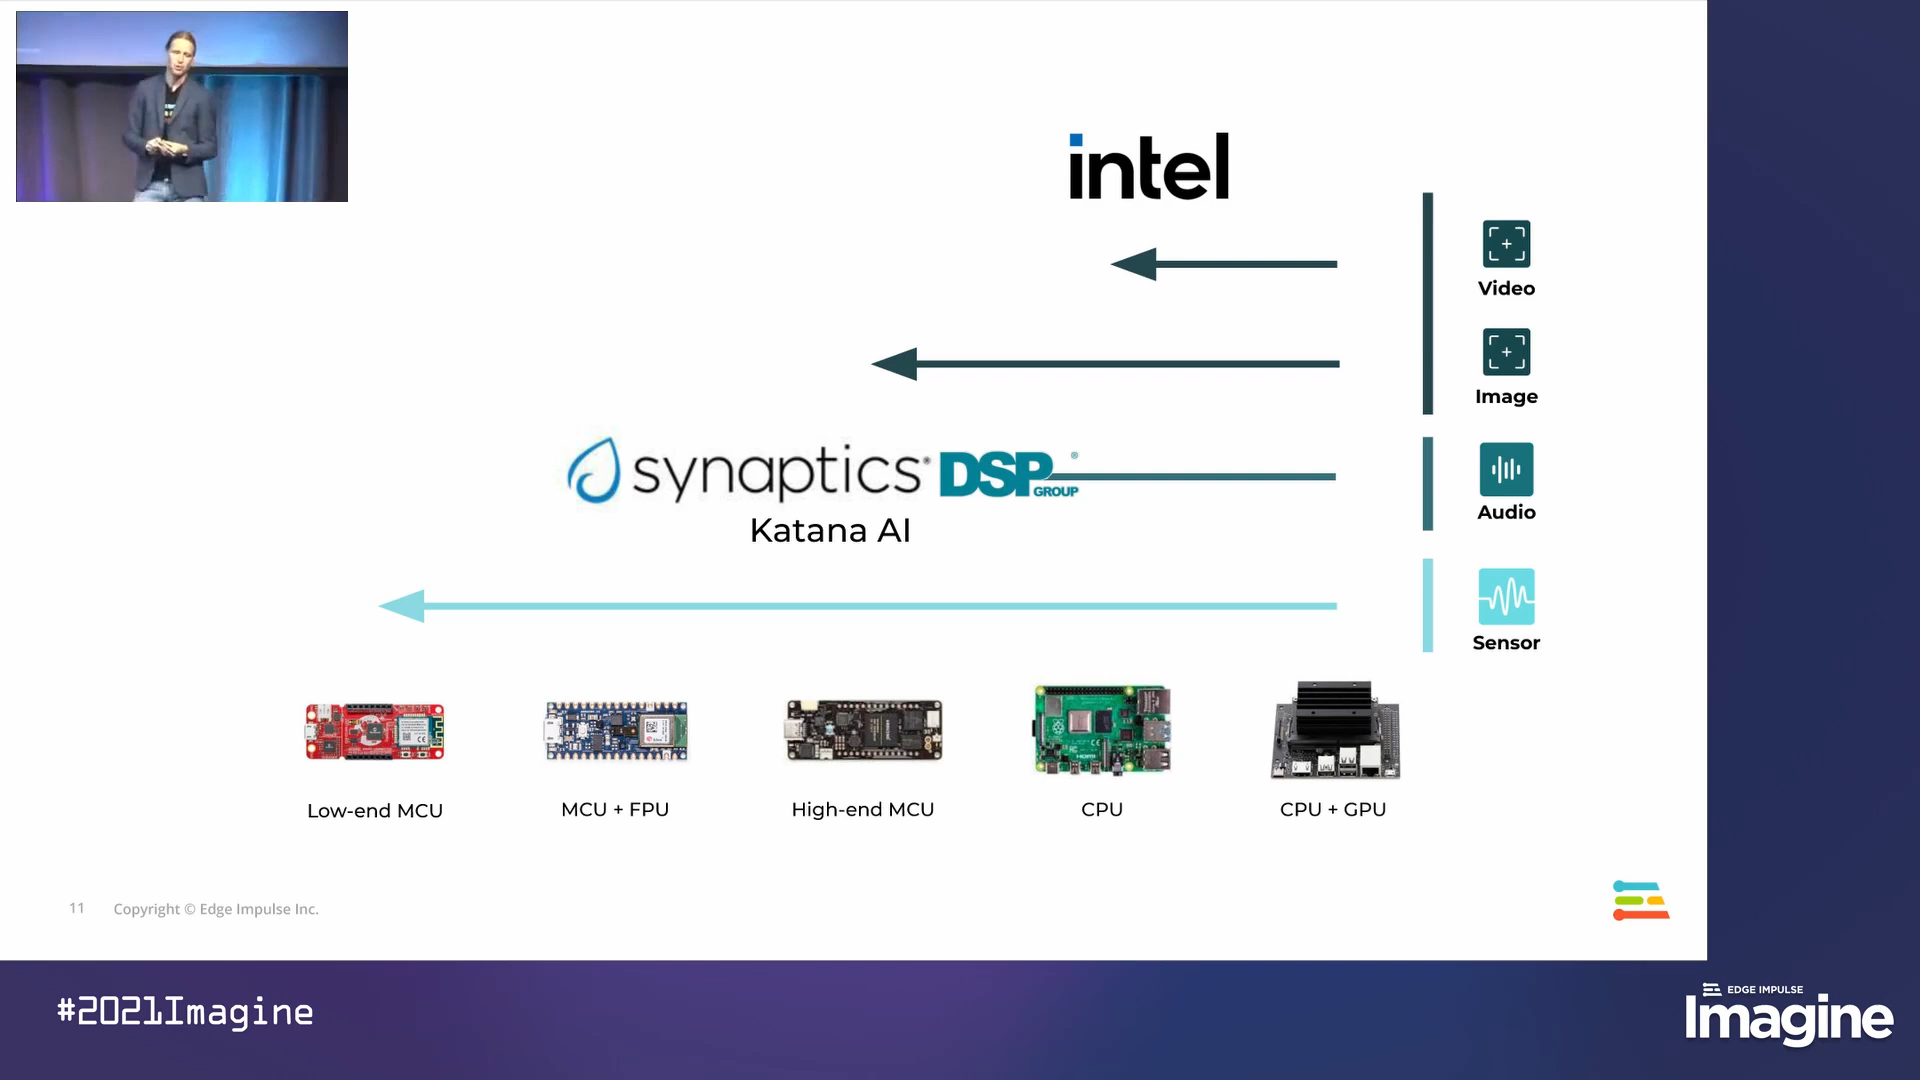 intel
Video
Image
synaptics® DSP GROUP®
Katana AI
Audio
Sensor
Low-end MCU
MCU + FPU
High-end MCU
CPU
CPU + GPU
11 Copyright © Edge Impulse Inc.
#2021Imagine
EDGE IMPULSE
Imagine